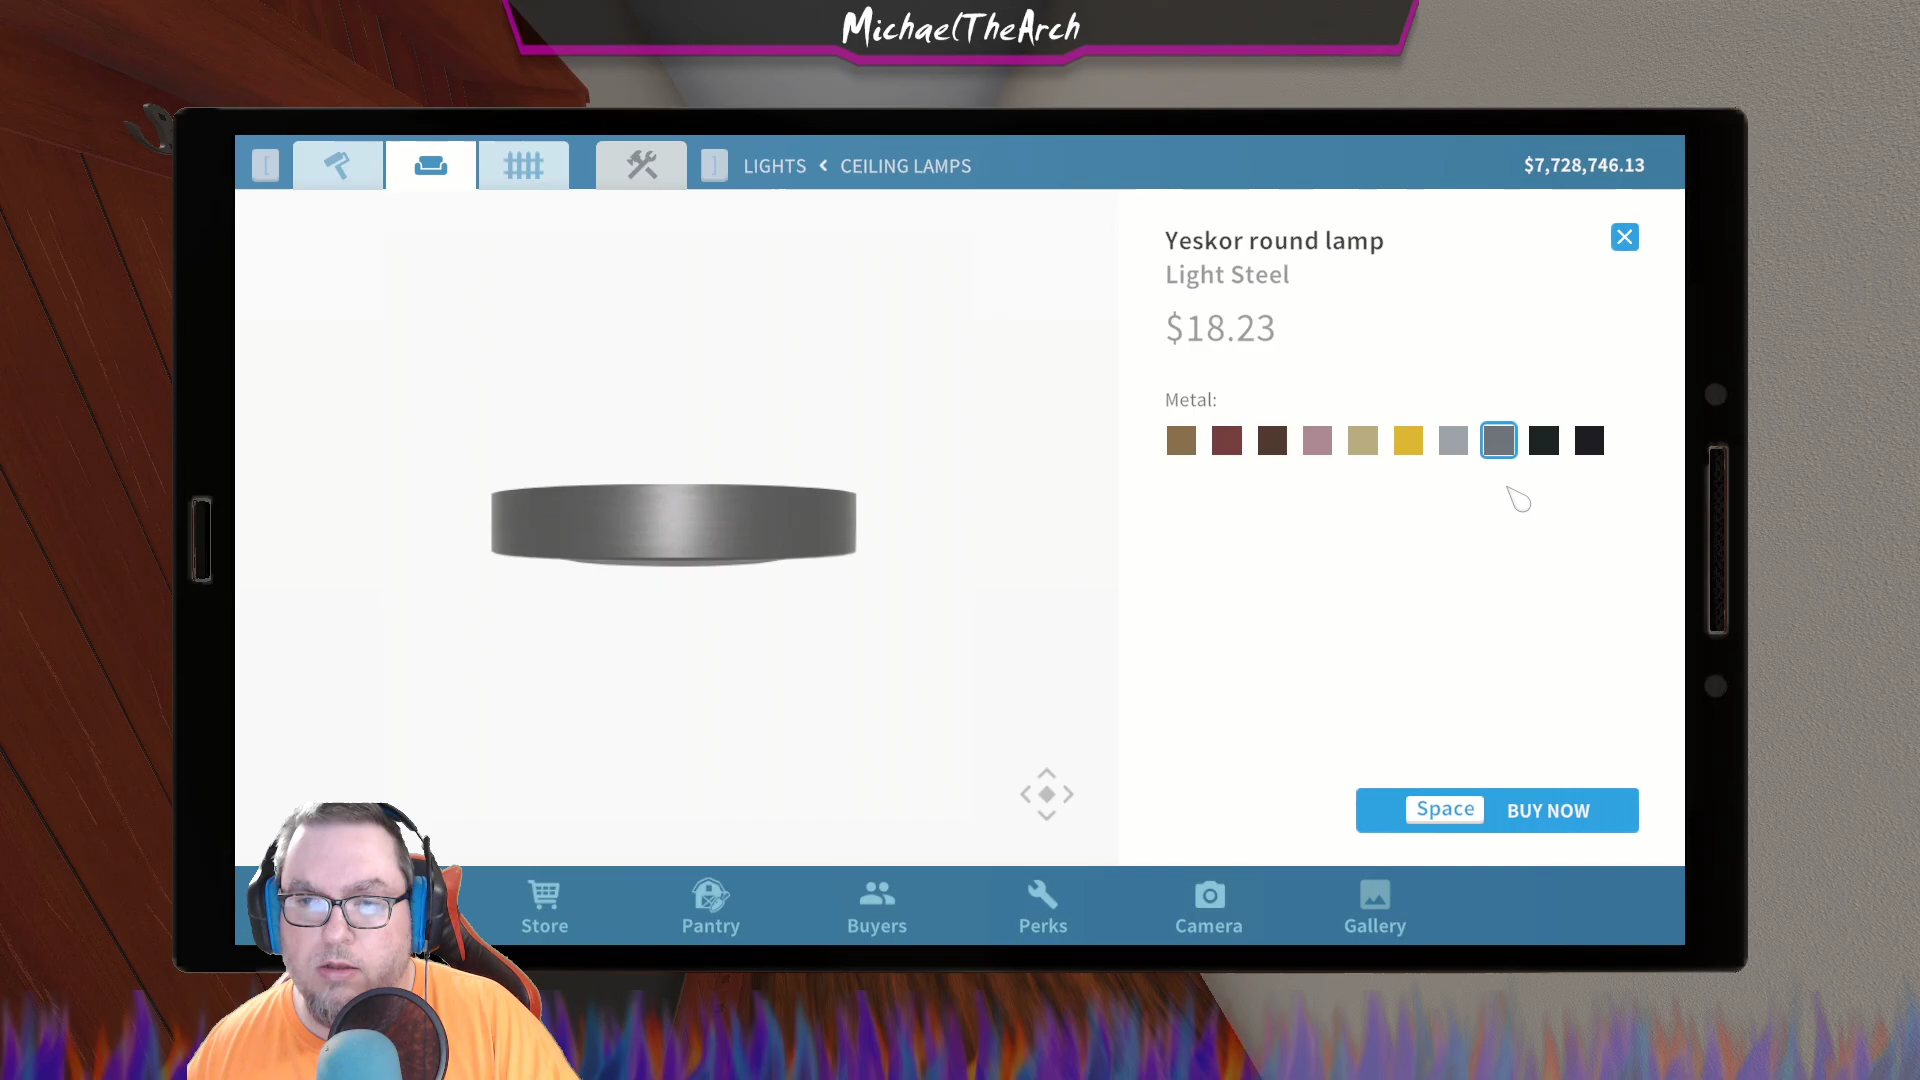 MichaelTheArch
[
]
LIGHTS < CEILING LAMPS
$7,728,746.13
Yeskor round lamp
Light Steel
$18.23
Metal:
Space BUY NOW
Store
Pantry
Buyers
Perks
Camera
Gallery